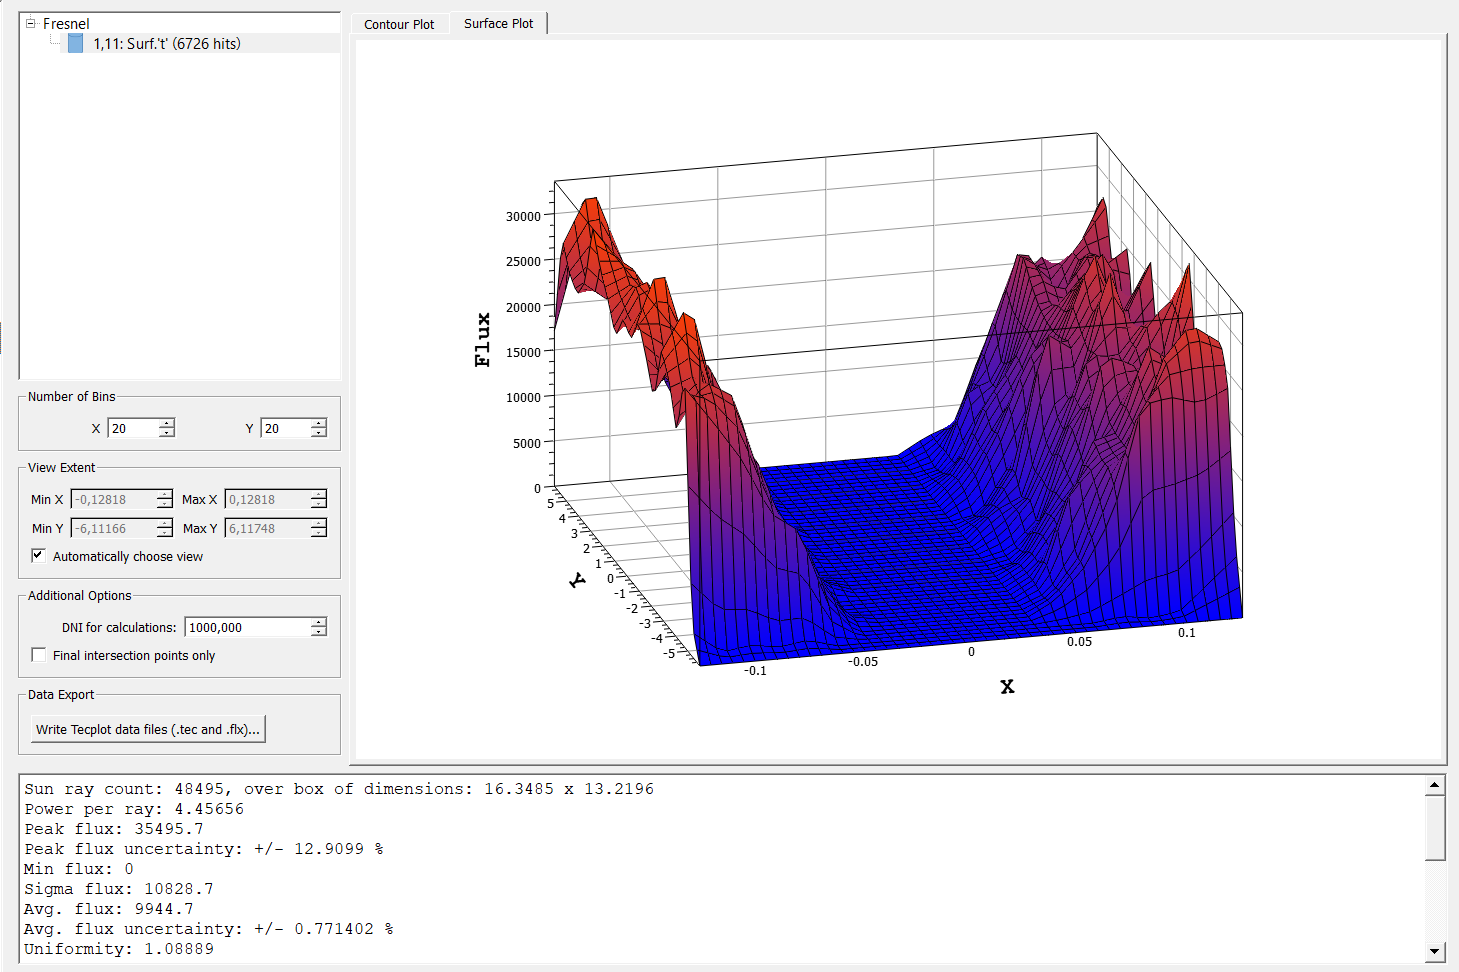 Fresnel
1,11: Surf.'t' (6726 hits)
Contour Plot
Surface Plot
Flux
30000
25000
20000
15000
10000
5000
0
5
4
3
2
1
0
-1
-2
-3
-4
-5
Y
-0.1
-0.05
0
0.05
0.1
X
Number of Bins
X 20 Y 20
View Extent
Min X -0,12818 Max X 0,12818
Min Y -6,11166 Max Y 6,11748
Automatically choose view
Additional Options
DNI for calculations: 1000,000
Final intersection points only
Data Export
Write Tecplot data files (.tec and .flx)...
Sun ray count: 48495, over box of dimensions: 16.3485 x 13.2196
Power per ray: 4.45656
Peak flux: 35495.7
Peak flux uncertainty: +/- 12.9099 %
Min flux: 0
Sigma flux: 10828.7
Avg. flux: 9944.7
Avg. flux uncertainty: +/- 0.771402 %
Uniformity: 1.08889